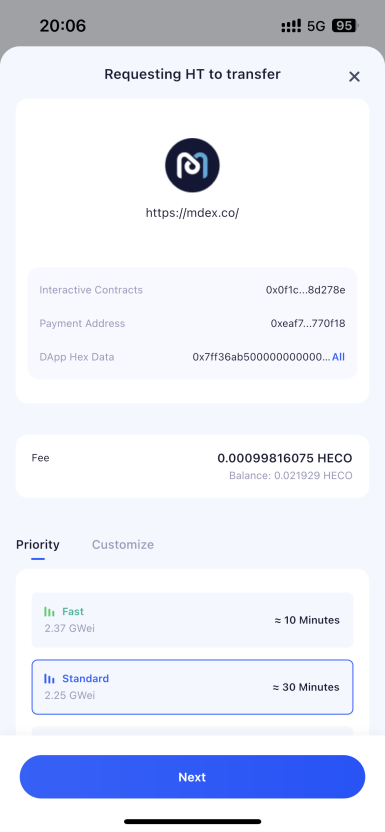 20:06
5G 95
Requesting HT to transfer
https://mdex.co/
Interactive Contracts 0x0f1c...8d278e
Payment Address 0xeaf7...770f18
DApp Hex Data 0x7ff36ab500000000000... All
Fee 0.00099816075 HECO
Balance: 0.021929 HECO
Priority Customize
Fast
2.37 GWei
≈ 10 Minutes
Standard
2.25 GWei
≈ 30 Minutes
Next